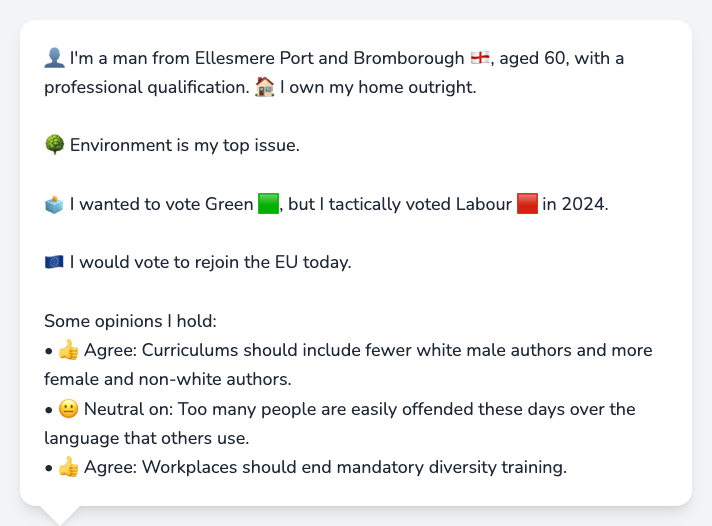 👤 I'm a man from Ellesmere Port and Bromborough 🏴󠁧󠁢󠁥󠁮󠁧󠁿, aged 60, with a
professional qualification. 🏠 I own my home outright.
🌳 Environment is my top issue.
🗳️ I wanted to vote Green 🟩, but I tactically voted Labour 🟥 in 2024.
🇪🇺 I would vote to rejoin the EU today.
Some opinions I hold:
• 👍 Agree: Curriculums should include fewer white male authors and more
female and non-white authors.
• 😐 Neutral on: Too many people are easily offended these days over the
language that others use.
• 👍 Agree: Workplaces should end mandatory diversity training.